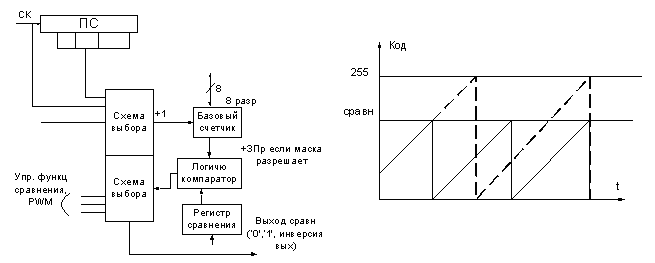 СК
ПС
8
8 разр
Схема
выбора
+1
Базовый
счетчик
+ЗПр если маска
разрешает
Логичю
компаратор
Схема
выбора
Упр. функц
сравнения,
PWM
Регистр
сравнения
Выход сравн
('0','1', инверсия
вых)
Код
255
сравн
t